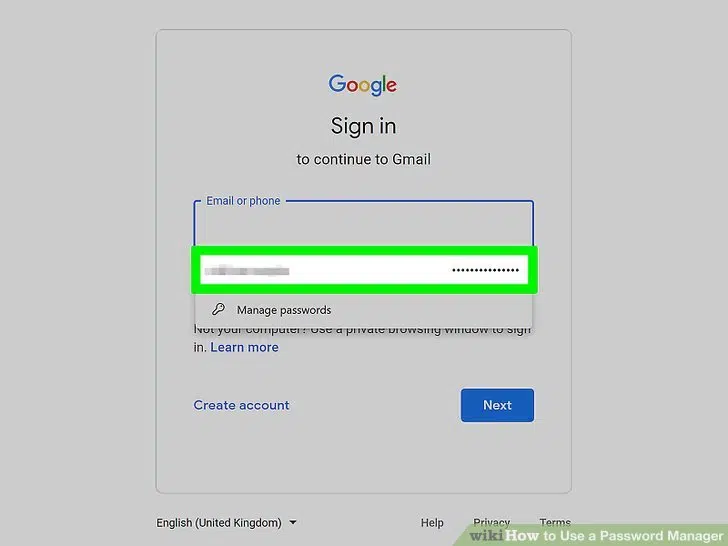 Google
Sign in
to continue to Gmail
Email or phone
•••••••••••••••
Manage passwords
Not your computer? Use a private browsing window to sign
in. Learn more
Create account
Next
English (United Kingdom)
Help
Privacy
Terms
wikiHow to Use a Password Manager